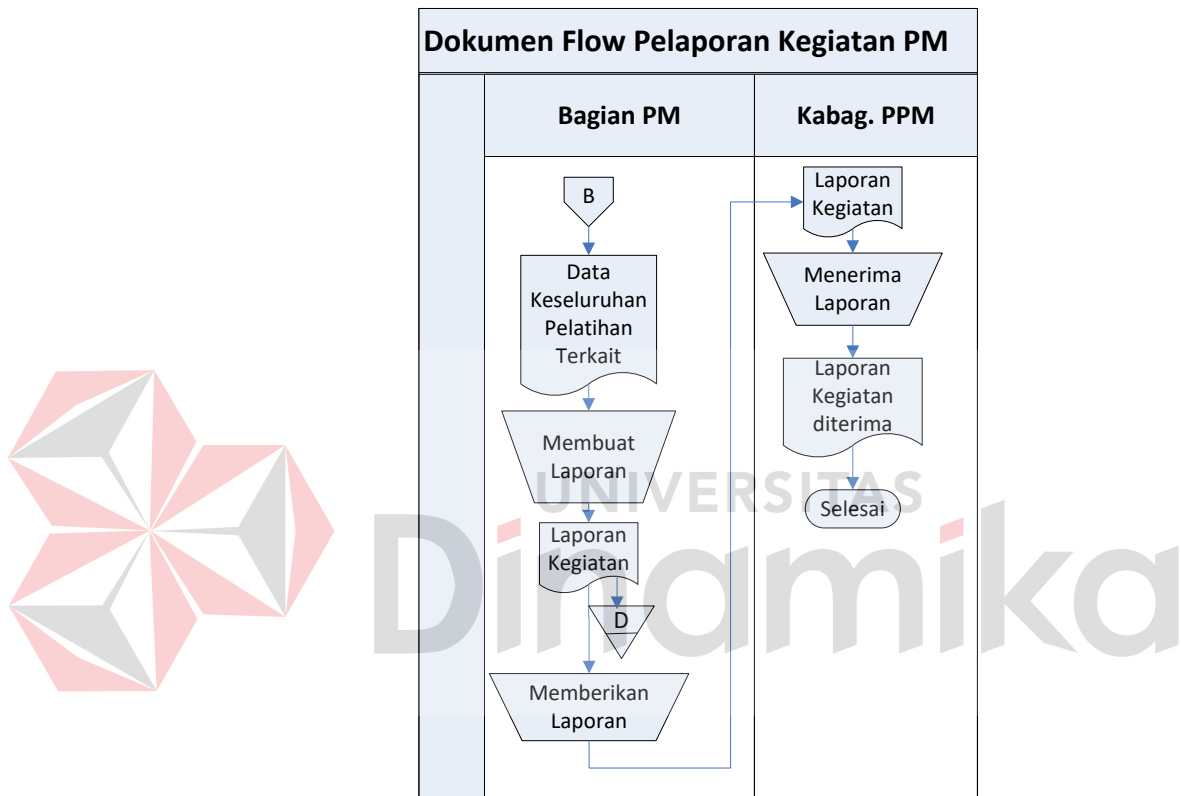 Dokumen Flow Pelaporan Kegiatan PM
Bagian PM
Kabag. PPM
B
Data
Keseluruhan
Pelatihan
Terkait
Membuat
Laporan
Laporan
Kegiatan
D
Memberikan
Laporan
Laporan
Kegiatan
Menerima
Laporan
Laporan
Kegiatan
diterima
Selesai
UNIVERSITAS
Dinamika